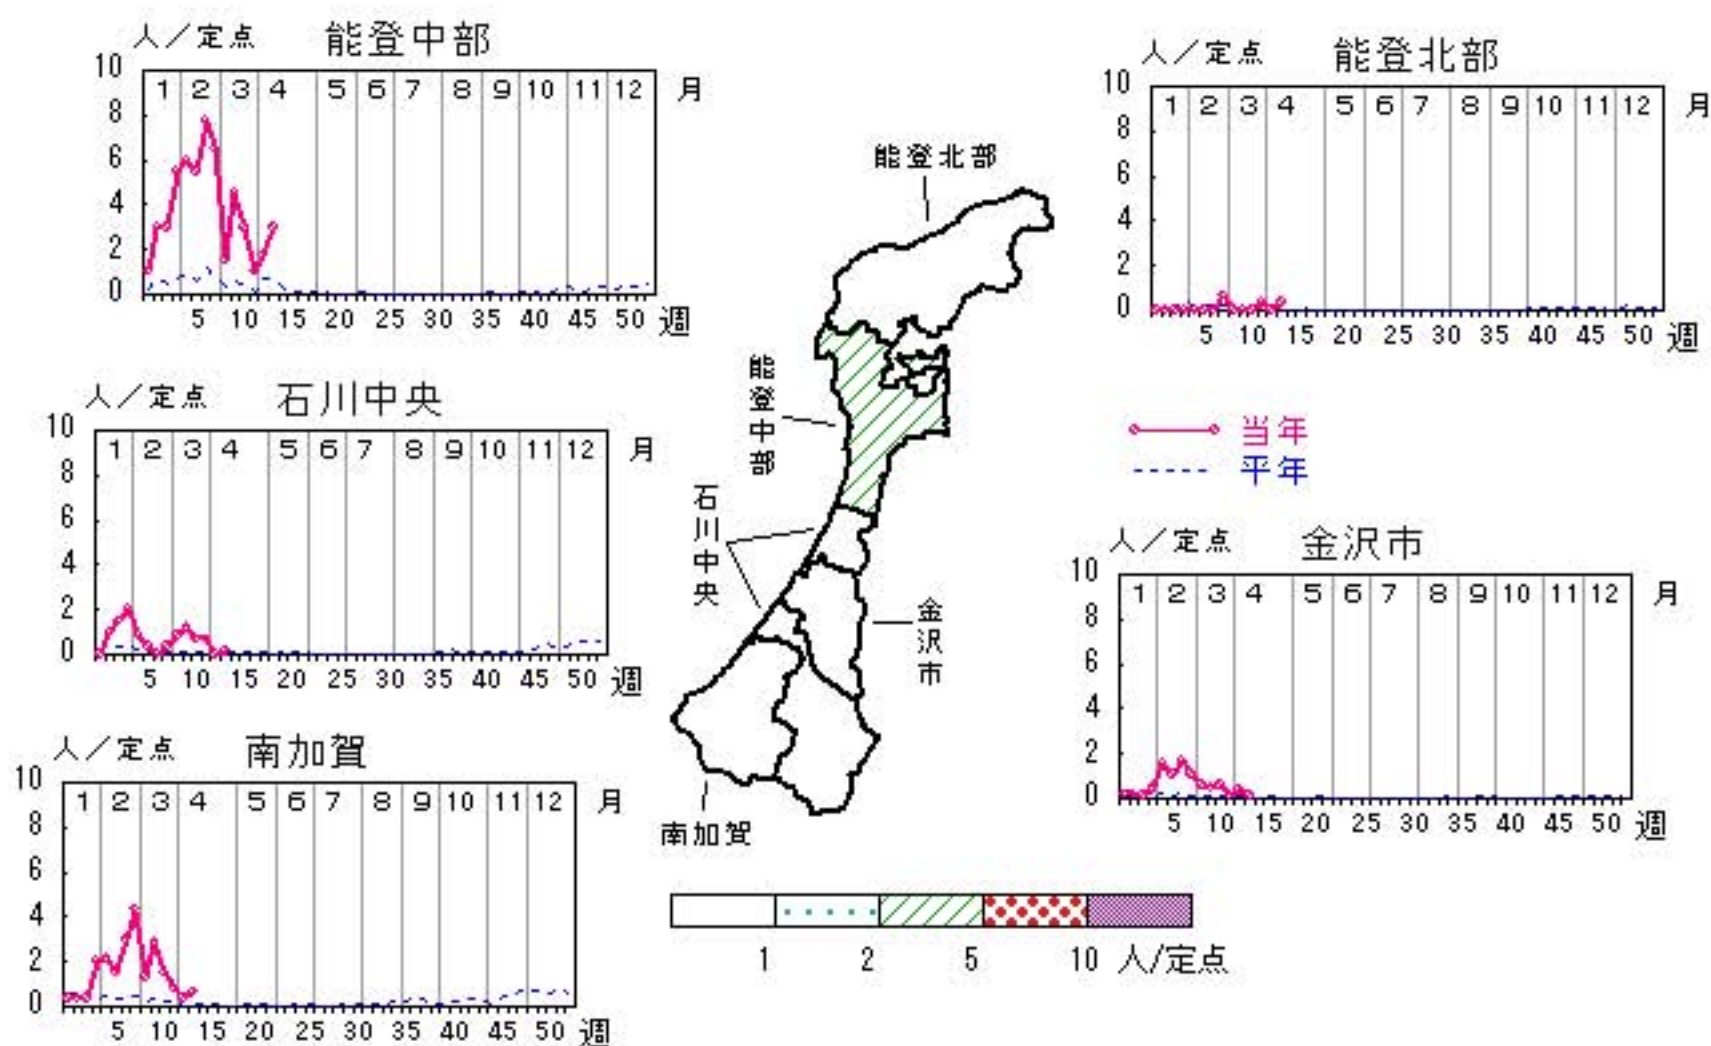 人／定点 能登中部
10 8 6 4 2 0
1 2 3 4 5 6 7 8 9 10 11 12 月
5 10 15 20 25 30 35 40 45 50 週
人／定点 能登北部
10 8 6 4 2 0
1 2 3 4 5 6 7 8 9 10 11 12 月
5 10 15 20 25 30 35 40 45 50 週
人／定点 石川中央
10 8 6 4 2 0
1 2 3 4 5 6 7 8 9 10 11 12 月
5 10 15 20 25 30 35 40 45 50 週
能登北部
能登中部
石川中央
金沢市
南加賀
当年
平年
人／定点 金沢市
10 8 6 4 2 0
1 2 3 4 5 6 7 8 9 10 11 12 月
5 10 15 20 25 30 35 40 45 50 週
人／定点 南加賀
10 8 6 4 2 0
1 2 3 4 5 6 7 8 9 10 11 12 月
5 10 15 20 25 30 35 40 45 50 週
1 2 5 10 人/定点